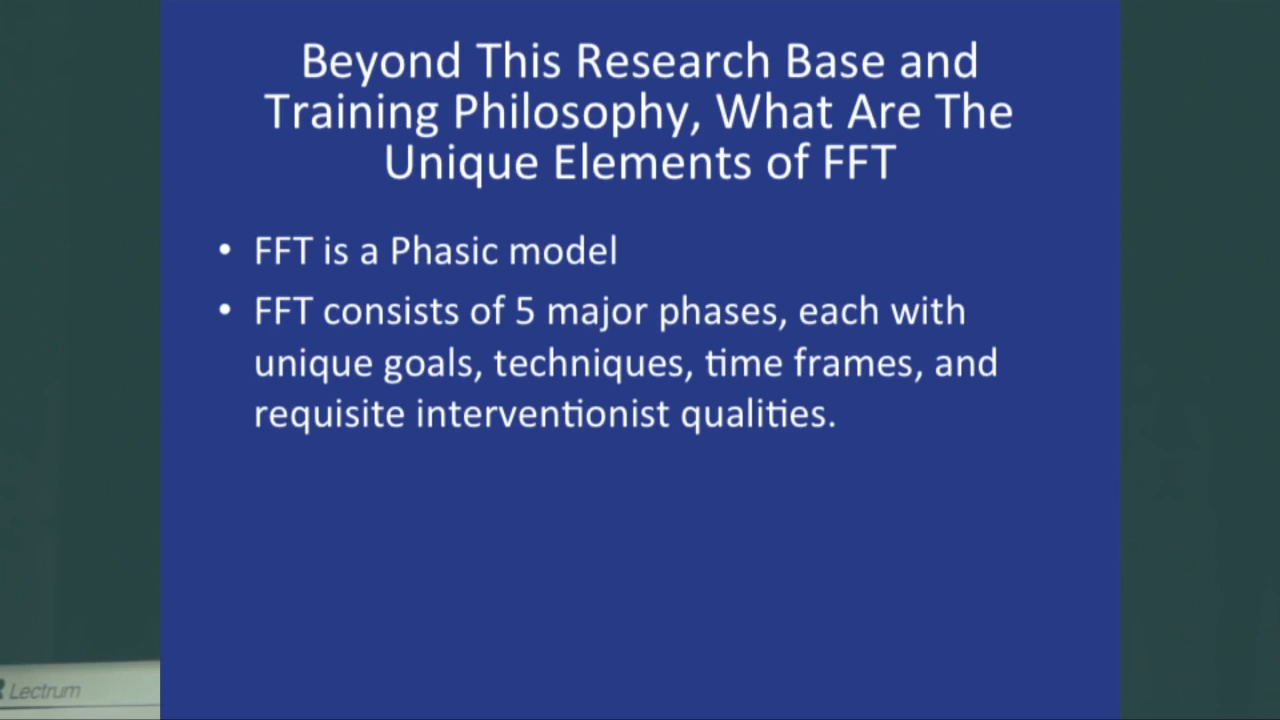 Beyond This Research Base and
Training Philosophy, What Are The
Unique Elements of FFT
• FFT is a Phasic model
• FFT consists of 5 major phases, each with
unique goals, techniques, time frames, and
requisite interventionist qualities.
Lectrum